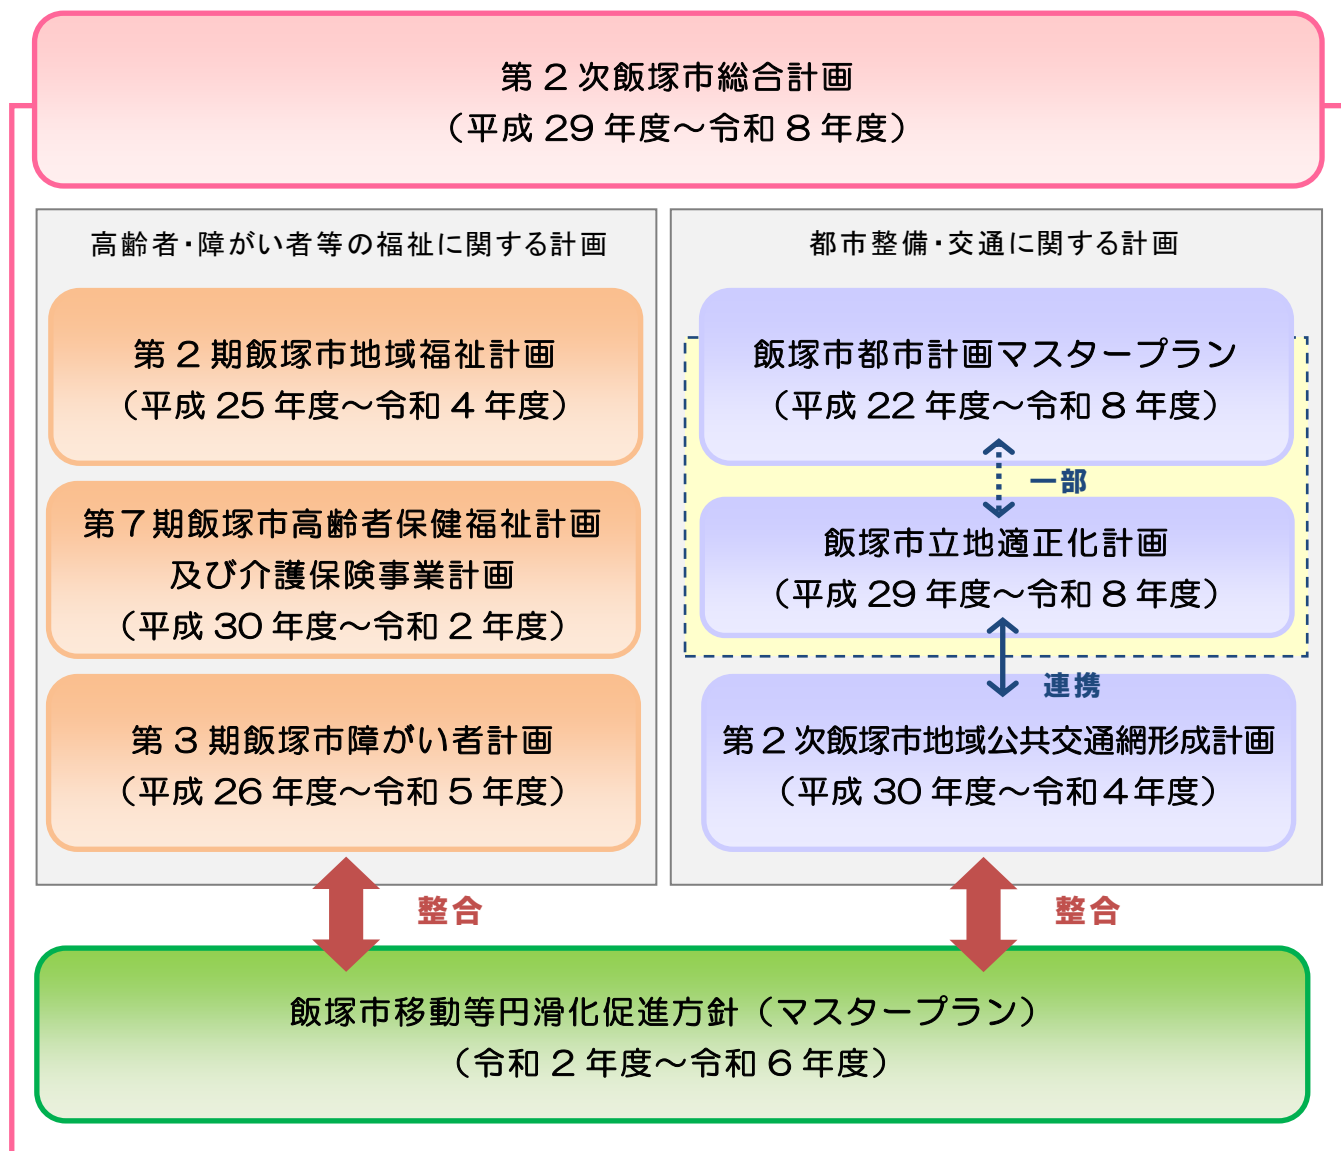 第２次飯塚市総合計画
（平成 29 年度～令和 8 年度）
高齢者・障がい者等の福祉に関する計画
第 2 期飯塚市地域福祉計画
（平成 25 年度～令和 4 年度）
第７期飯塚市高齢者保健福祉計画
及び介護保険事業計画
（平成 30 年度～令和 2 年度）
第 3 期飯塚市障がい者計画
（平成 26 年度～令和 5 年度）
都市整備・交通に関する計画
飯塚市都市計画マスタープラン
（平成 22 年度～令和 8 年度）
一部
飯塚市立地適正化計画
（平成 29 年度～令和 8 年度）
連携
第２次飯塚市地域公共交通網形成計画
（平成 30 年度～令和４年度）
整合
整合
飯塚市移動等円滑化促進方針（マスタープラン）
（令和 2 年度～令和 6 年度）